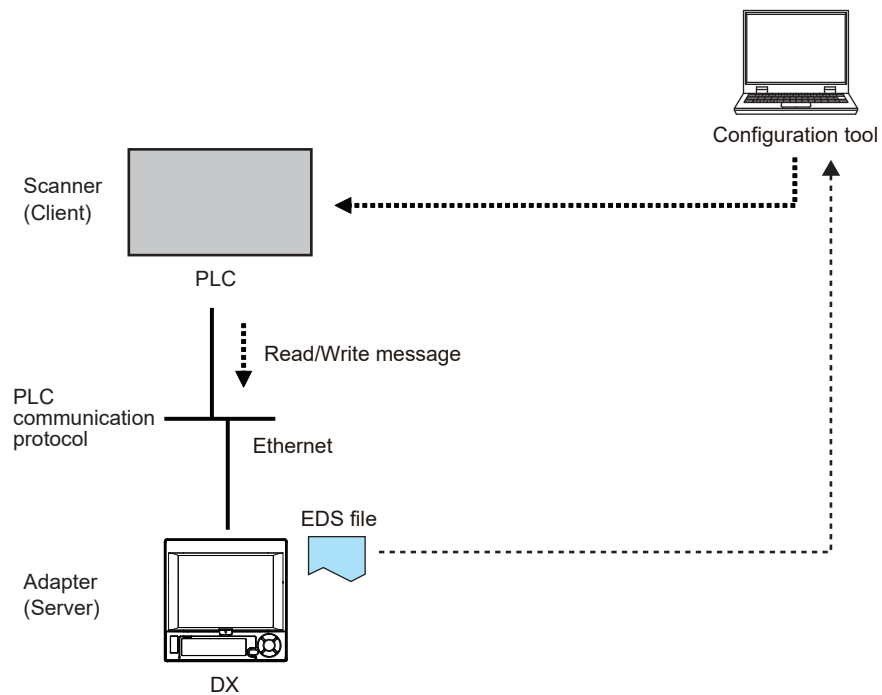 Configuration tool
Scanner
(Client)
PLC
Read/Write message
PLC
communication
protocol
Ethernet
EDS file
Adapter
(Server)
DX